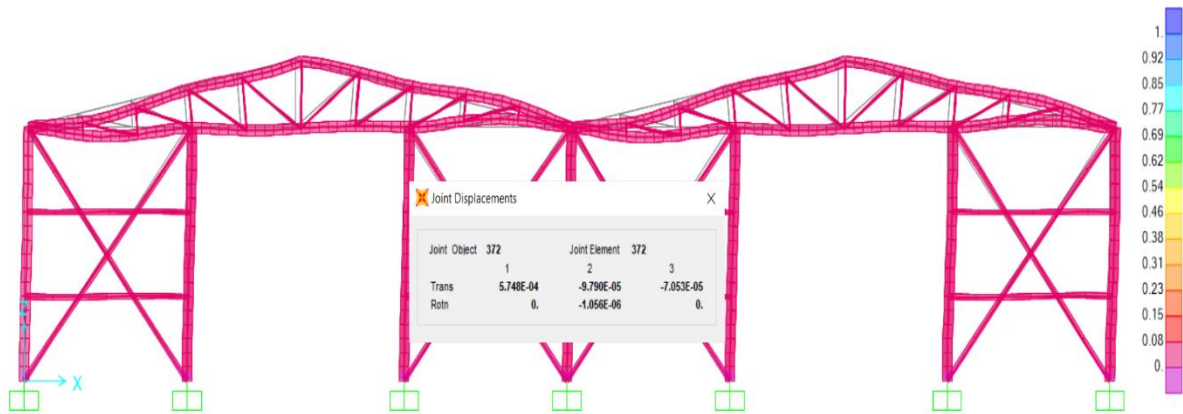 1.
0.92
0.85
0.77
0.69
0.62
0.54
0.46
0.38
0.31
0.23
0.15
0.08
0.
Joint Displacements X
Joint Object 372 Joint Element 372
1 2 3
Trans 5.748E-04 -9.790E-05 -7.053E-05
Rotn 0. -1.056E-06 0.
X